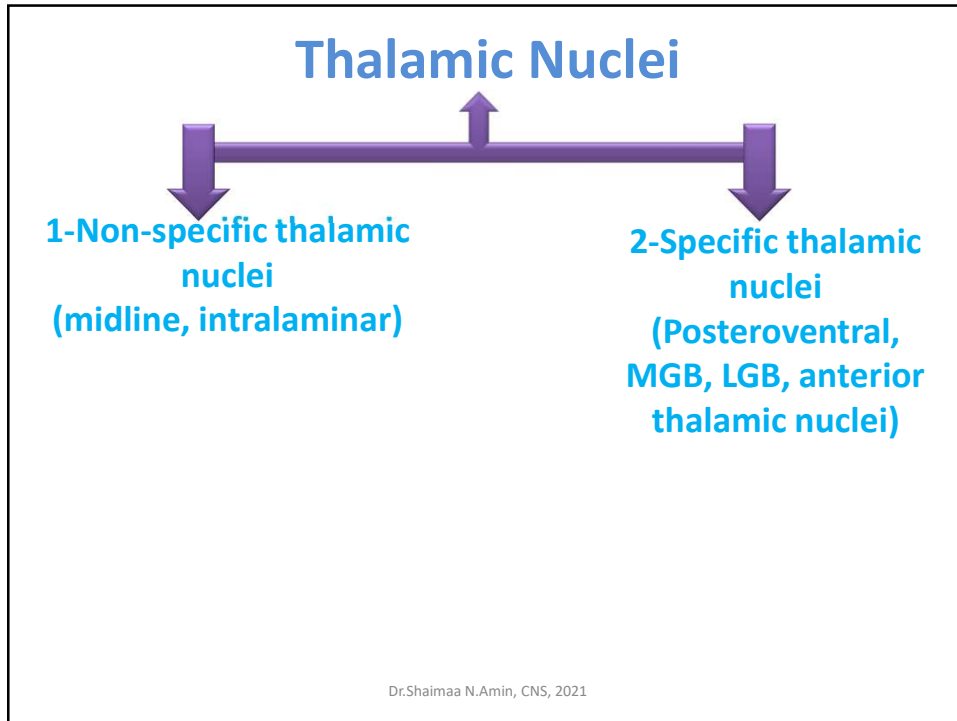 Thalamic Nuclei
1-Non-specific thalamic
nuclei
(midline, intralaminar)
2-Specific thalamic
nuclei
(Posteroventral,
MGB, LGB, anterior
thalamic nuclei)
Dr.Shaimaa N.Amin, CNS, 2021